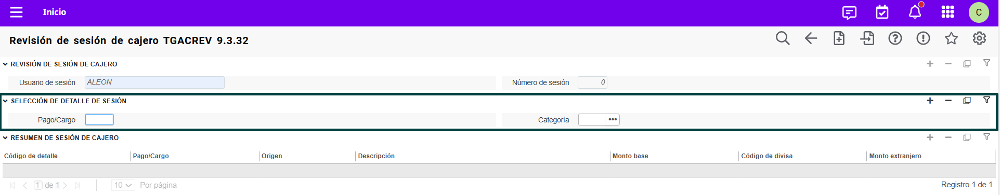 Inicio
C
Revisión de sesión de cajero TGACREV 9.3.32
REVISIÓN DE SESIÓN DE CAJERO
Usuario de sesión ALEON Número de sesión 0
SELECCIÓN DE DETALLE DE SESIÓN
Pago/Cargo Categoría
RESUMEN DE SESIÓN DE CAJERO
Código de detalle Pago/Cargo Origen Descripción Monto base Código de divisa Monto extranjero
1 de 1 10 Por página Registro 1 de 1